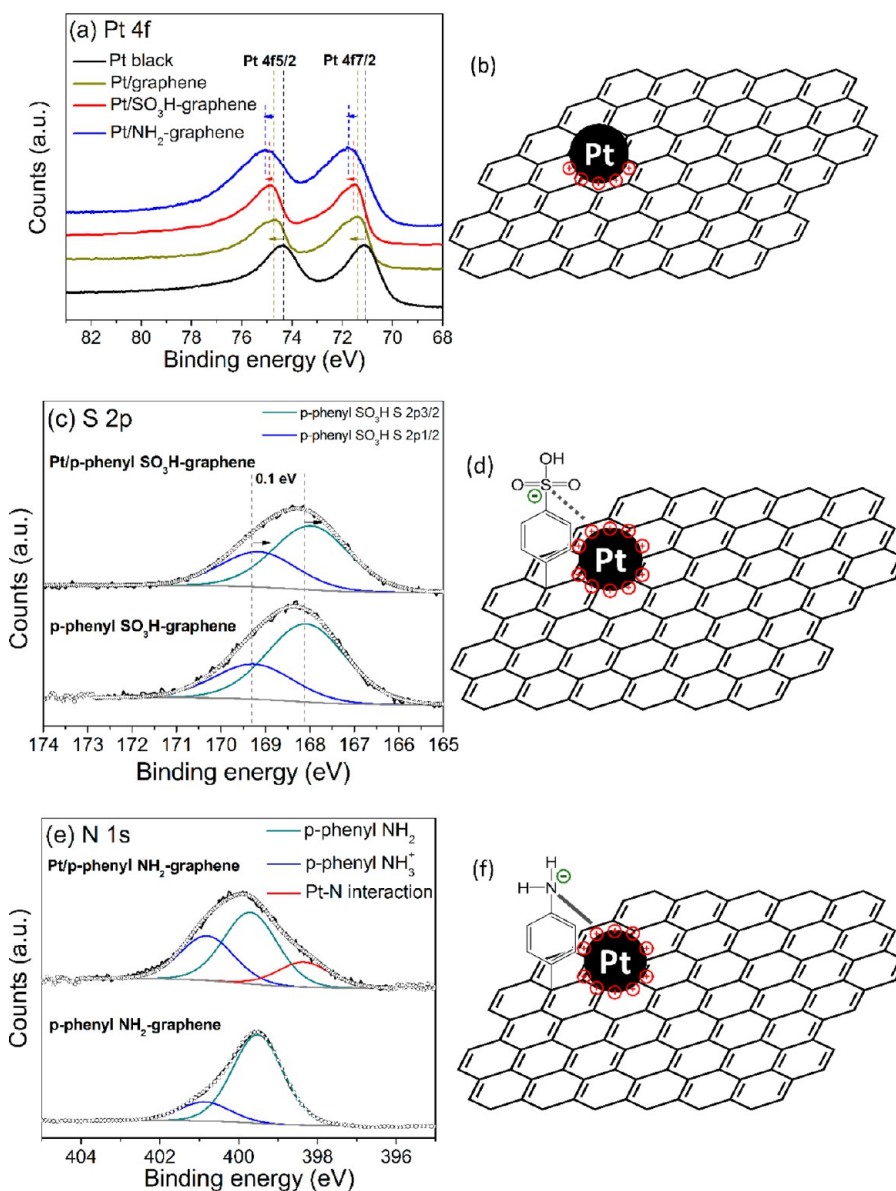 (a) Pt 4f
Pt black
Pt/graphene
Pt/SO₃H-graphene
Pt/NH₂-graphene
Pt 4f5/2
Pt 4f7/2
Counts (a.u.)
82 80 78 76 74 72 70 68
Binding energy (eV)
(b)
Pt
+ + + + +
(c) S 2p
p-phenyl SO₃H S 2p3/2
p-phenyl SO₃H S 2p1/2
Pt/p-phenyl SO₃H-graphene
0.1 eV
p-phenyl SO₃H-graphene
Counts (a.u.)
174 173 172 171 170 169 168 167 166 165
Binding energy (eV)
(d)
OH
O S O
−
Pt
+ + + + + + + + + +
(e) N 1s
p-phenyl NH₂
p-phenyl NH₃⁺
Pt-N interaction
Pt/p-phenyl NH₂-graphene
p-phenyl NH₂-graphene
Counts (a.u.)
404 402 400 398 396
Binding energy (eV)
(f)
H
H N −
Pt
+ + + + + + + + + +